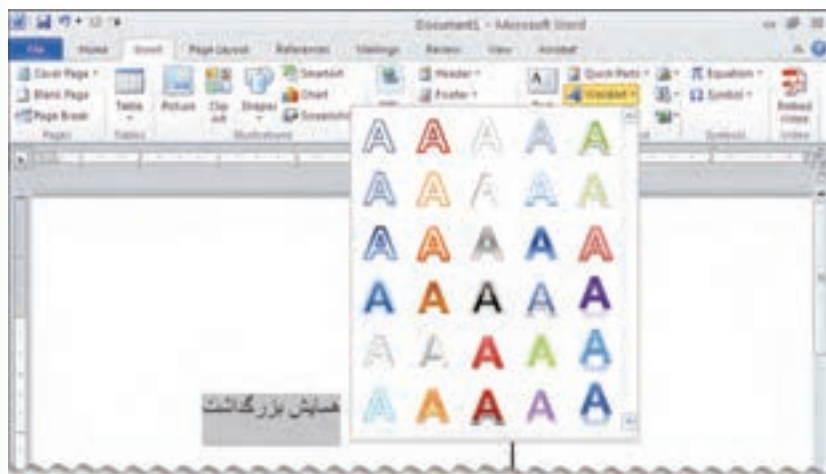 Document1 - Microsoft Word
File Home Insert Page Layout References Mailings Review View Acrobat
Cover Page
Blank Page
Page Break
Table
Picture
Clip Art
Shapes
SmartArt
Chart
Screenshot
Header
Footer
Quick Parts
WordArt
Equation
Symbol
Embed Video
Pages Tables Illustrations Symbols
همایش بزرگداشت